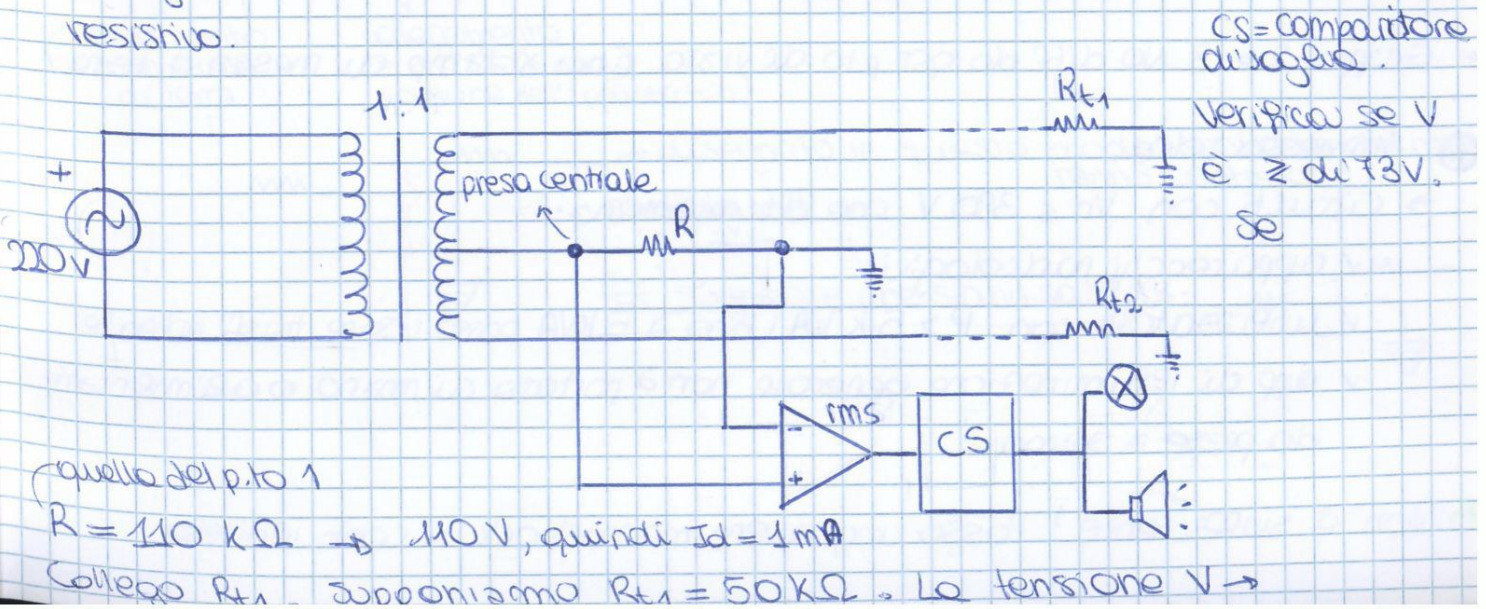 resistivo.
CS = comparatore
di soglia.
Verifica se V
è ≥ di 73V.
Se
1:1
Rt1
+
presa centrale
R
220V
Rt2
rms
-
+
CS
quella del p.to 1
R = 110 KΩ → 110V, quindi Id = 1mA
Collego Rt1. Supponiamo Rt1 = 50KΩ. La tensione V →